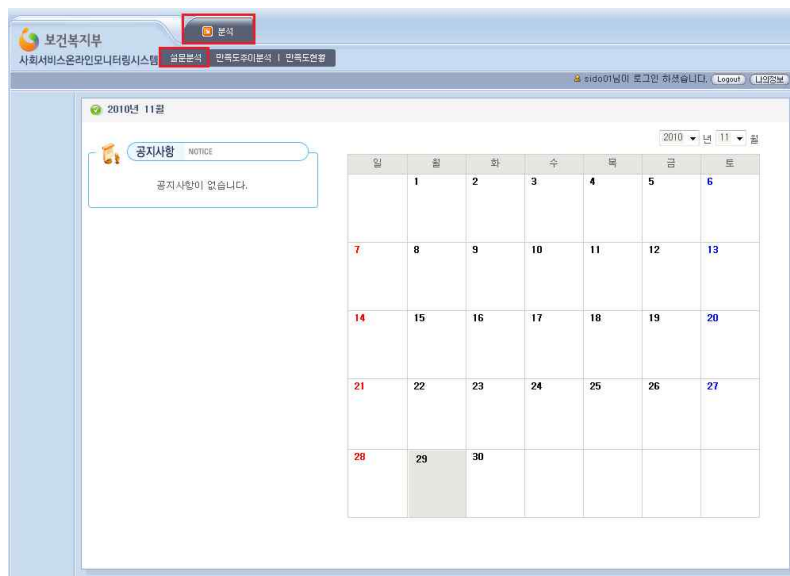 분석
보건복지부
사회서비스온라인모니터링시스템
설문분석 만족도추이분석 | 만족도현황
sido01님이 로그인 하셨습니다. Logout 나의정보
2010년 11월
2010 년 11 월
공지사항 NOTICE
공지사항이 없습니다.
일 월 화 수 목 금 토
1 2 3 4 5 6
7 8 9 10 11 12 13
14 15 16 17 18 19 20
21 22 23 24 25 26 27
28 29 30